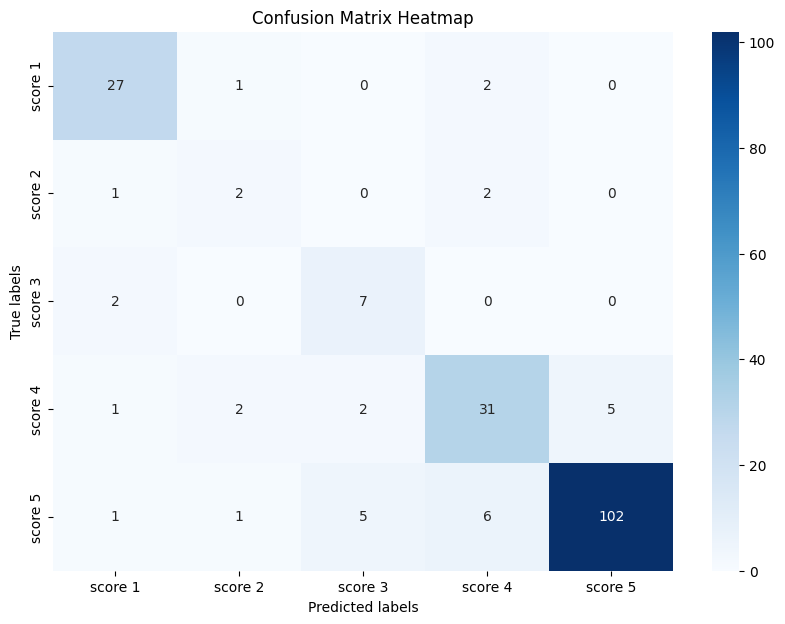 Confusion Matrix Heatmap
True labels
score 1
27 1 0 2 0
score 2
1 2 0 2 0
score 3
2 0 7 0 0
score 4
1 2 2 31 5
score 5
1 1 5 6 102
score 1 score 2 score 3 score 4 score 5
Predicted labels
100
80
60
40
20
0